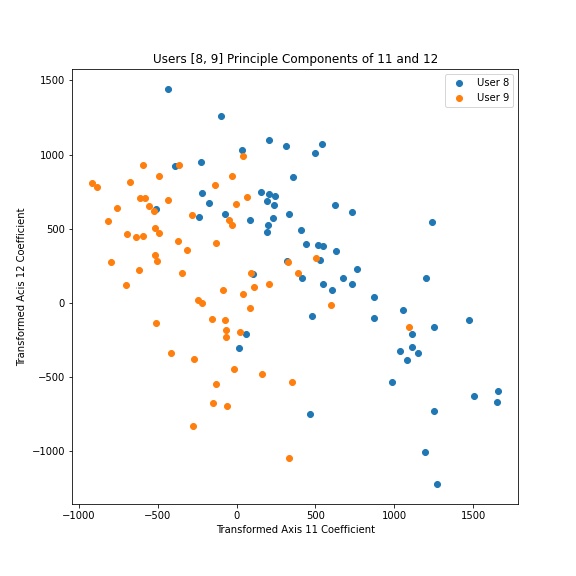 Users [8, 9] Principle Components of 11 and 12
User 8
User 9
Transformed Acis 12 Coefficient
1500
1000
500
0
−500
−1000
−1000
−500
0
500
1000
1500
Transformed Axis 11 Coefficient